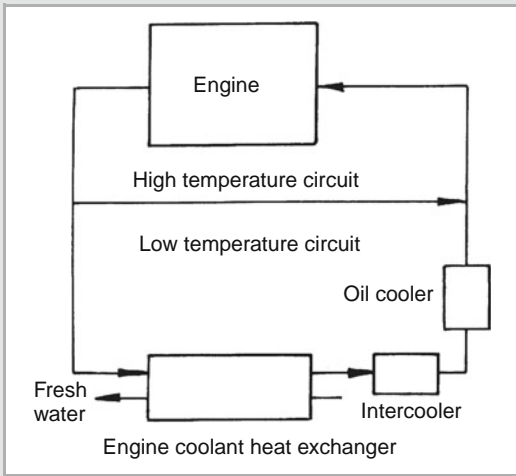 Engine
High temperature circuit
Low temperature circuit
Oil cooler
Fresh
water
Intercooler
Engine coolant heat exchanger